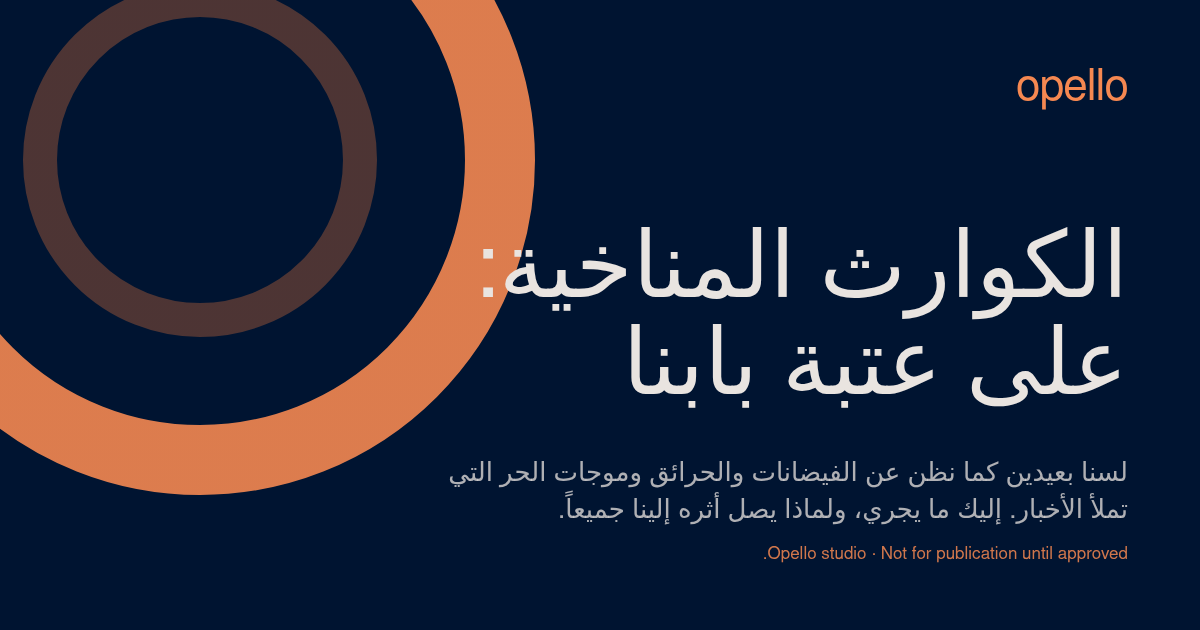 opello
الكوارث المناخية:
على عتبة بابنا
لسنا بعيدين كما نظن عن الفيضانات والحرائق وموجات الحر التي
تملأ الأخبار. إليك ما يجري، ولماذا يصل أثره إلينا جميعاً.
.Opello studio · Not for publication until approved